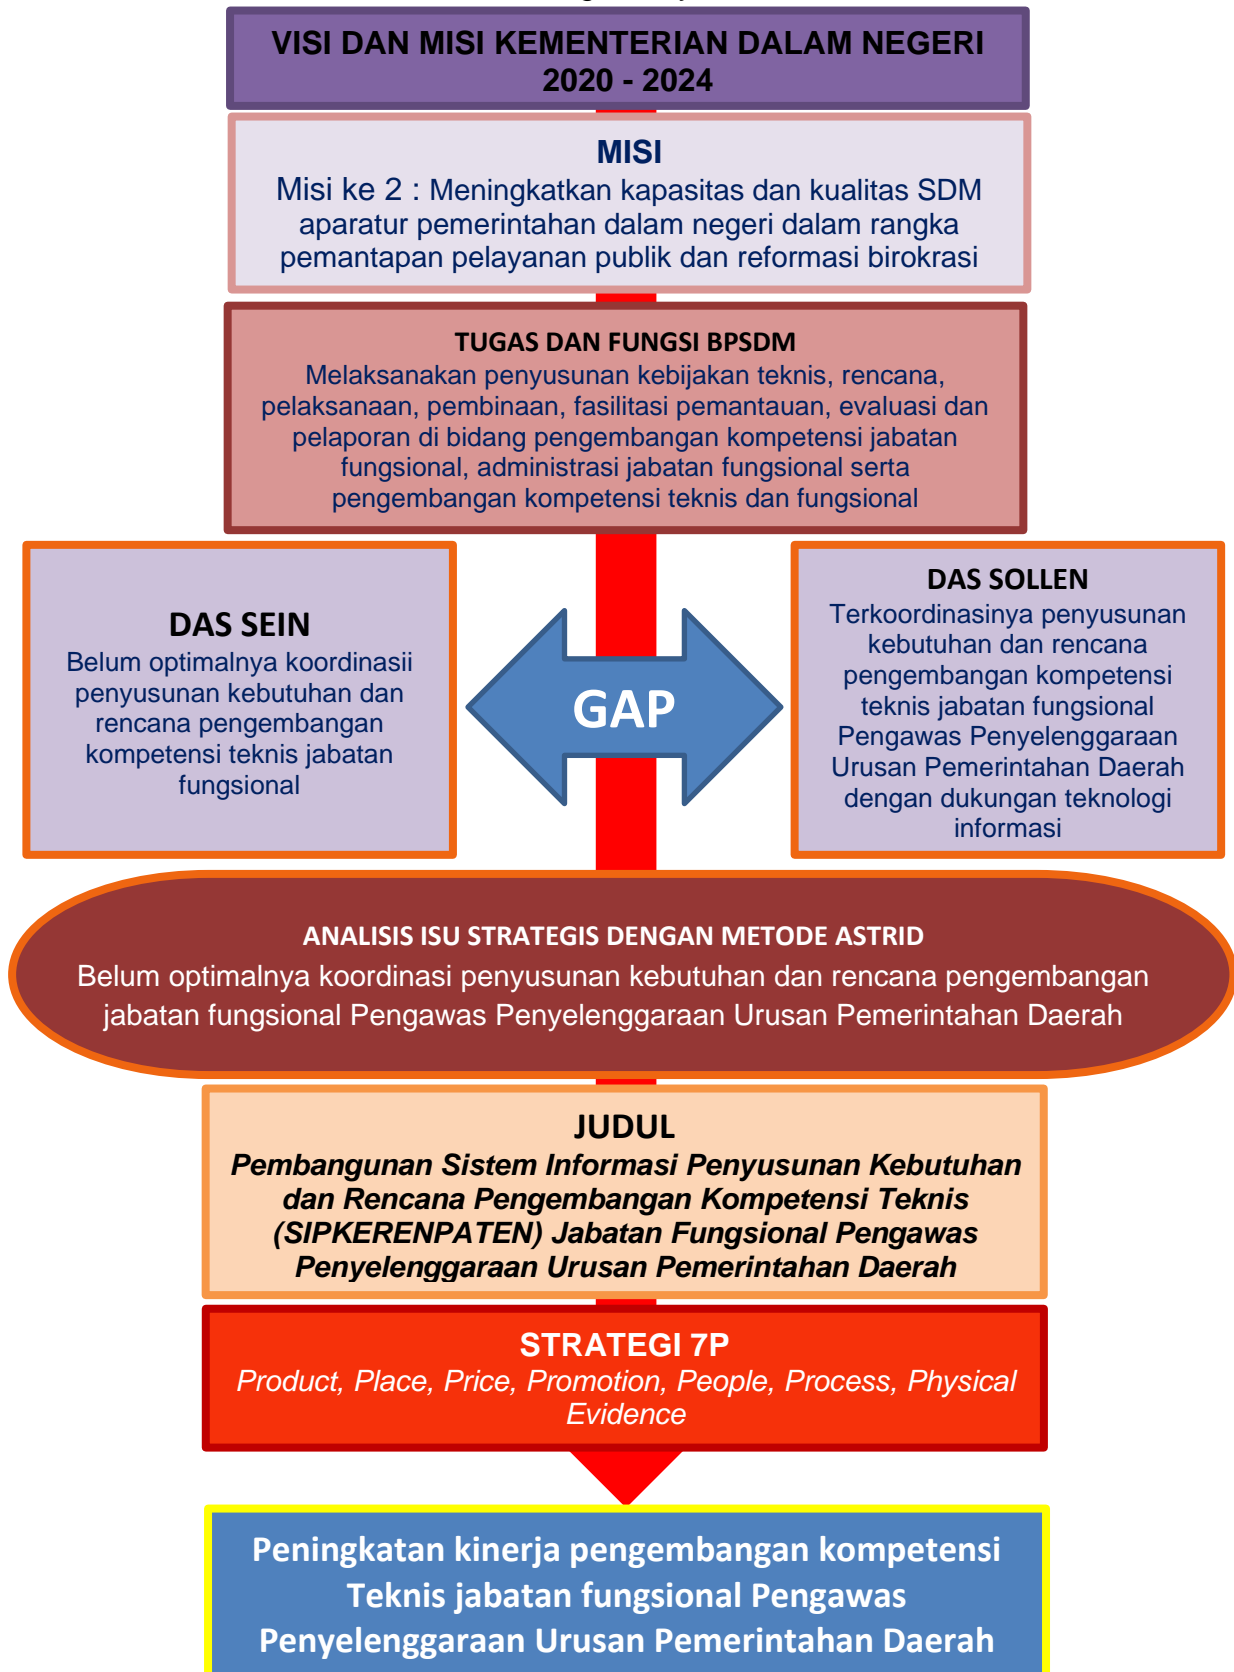 VISI DAN MISI KEMENTERIAN DALAM NEGERI
2020 - 2024
MISI
Misi ke 2 : Meningkatkan kapasitas dan kualitas SDM
aparatur pemerintahan dalam negeri dalam rangka
pemantapan pelayanan publik dan reformasi birokrasi
TUGAS DAN FUNGSI BPSDM
Melaksanakan penyusunan kebijakan teknis, rencana,
pelaksanaan, pembinaan, fasilitasi pemantauan, evaluasi dan
pelaporan di bidang pengembangan kompetensi jabatan
fungsional, administrasi jabatan fungsional serta
pengembangan kompetensi teknis dan fungsional
DAS SEIN
Belum optimalnya koordinasii
penyusunan kebutuhan dan
rencana pengembangan
kompetensi teknis jabatan
fungsional
GAP
DAS SOLLEN
Terkoordinasinya penyusunan
kebutuhan dan rencana
pengembangan kompetensi
teknis jabatan fungsional
Pengawas Penyelenggaraan
Urusan Pemerintahan Daerah
dengan dukungan teknologi
informasi
ANALISIS ISU STRATEGIS DENGAN METODE ASTRID
Belum optimalnya koordinasi penyusunan kebutuhan dan rencana pengembangan
jabatan fungsional Pengawas Penyelenggaraan Urusan Pemerintahan Daerah
JUDUL
Pembangunan Sistem Informasi Penyusunan Kebutuhan
dan Rencana Pengembangan Kompetensi Teknis
(SIPKERENPATEN) Jabatan Fungsional Pengawas
Penyelenggaraan Urusan Pemerintahan Daerah
STRATEGI 7P
Product, Place, Price, Promotion, People, Process, Physical
Evidence
Peningkatan kinerja pengembangan kompetensi
Teknis jabatan fungsional Pengawas
Penyelenggaraan Urusan Pemerintahan Daerah